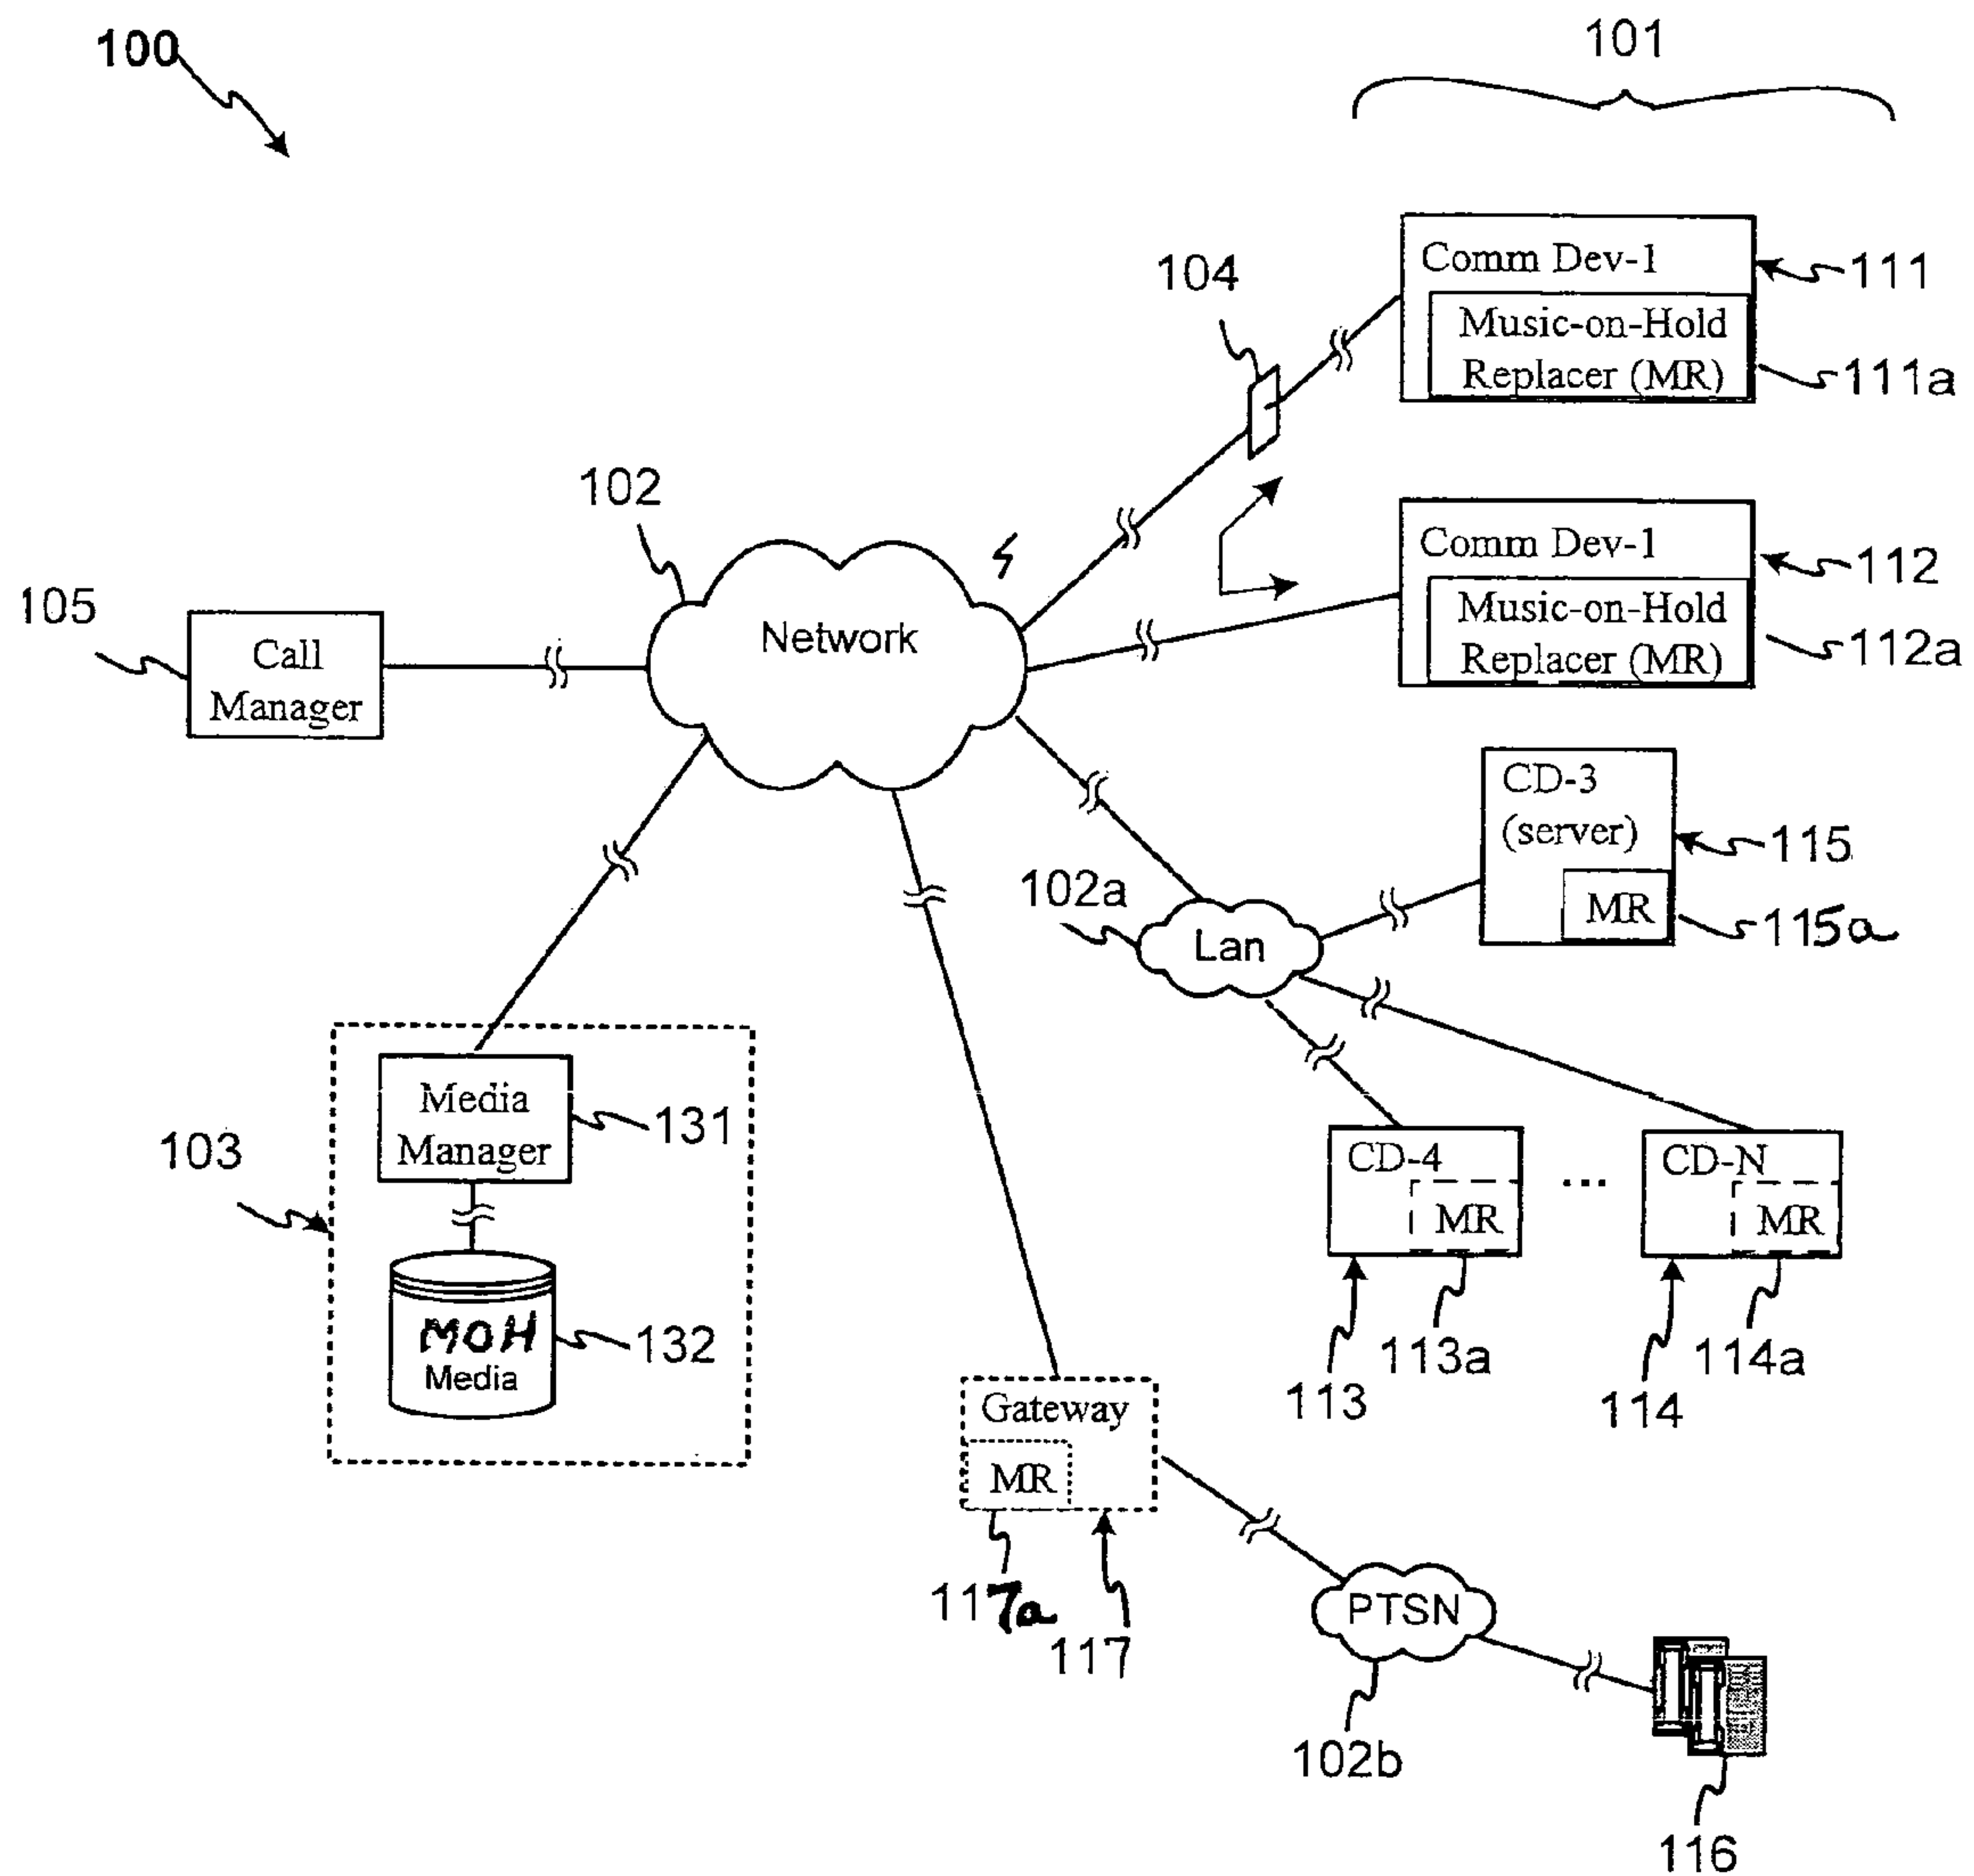 100
101
104
Comm Dev-1
111
Music-on-Hold
Replacer (MR)
111a
102
Comm Dev-1
112
Music-on-Hold
Replacer (MR)
112a
105
Call
Manager
Network
CD-3
(server)
115
MR
115a
102a
Lan
103
Media
Manager
131
MOH
Media
132
CD-4
MR
...
CD-N
MR
113
113a
114
114a
Gateway
MR
117a
117
PTSN
102b
116